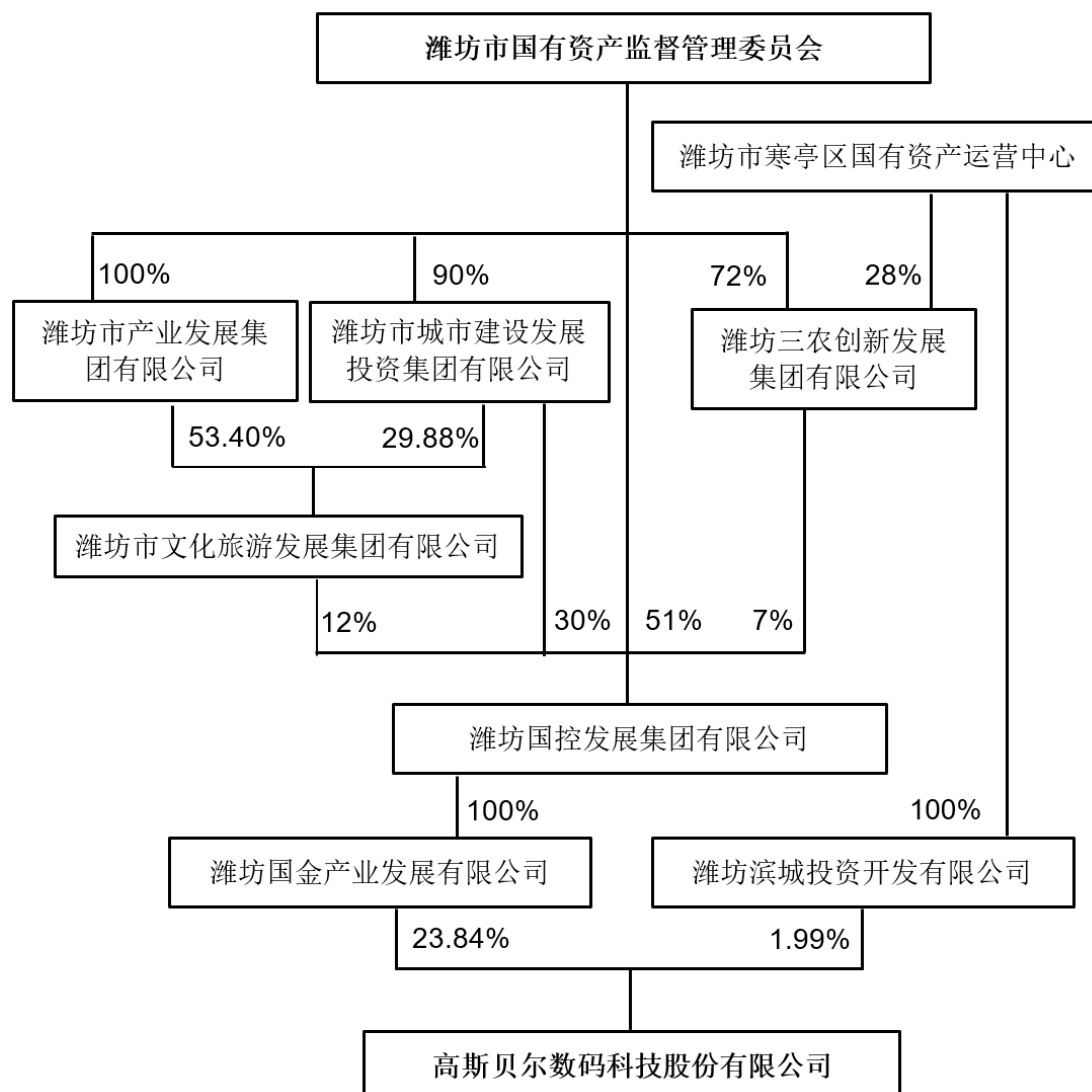 潍坊市国有资产监督管理委员会
潍坊市寒亭区国有资产运营中心
100%
90%
72%
28%
潍坊市产业发展集
团有限公司
潍坊市城市建设发展
投资集团有限公司
潍坊三农创新发展
集团有限公司
53.40%
29.88%
潍坊市文化旅游发展集团有限公司
12%
30%
51%
7%
潍坊国控发展集团有限公司
100%
100%
潍坊国金产业发展有限公司
潍坊滨城投资开发有限公司
23.84%
1.99%
高斯贝尔数码科技股份有限公司